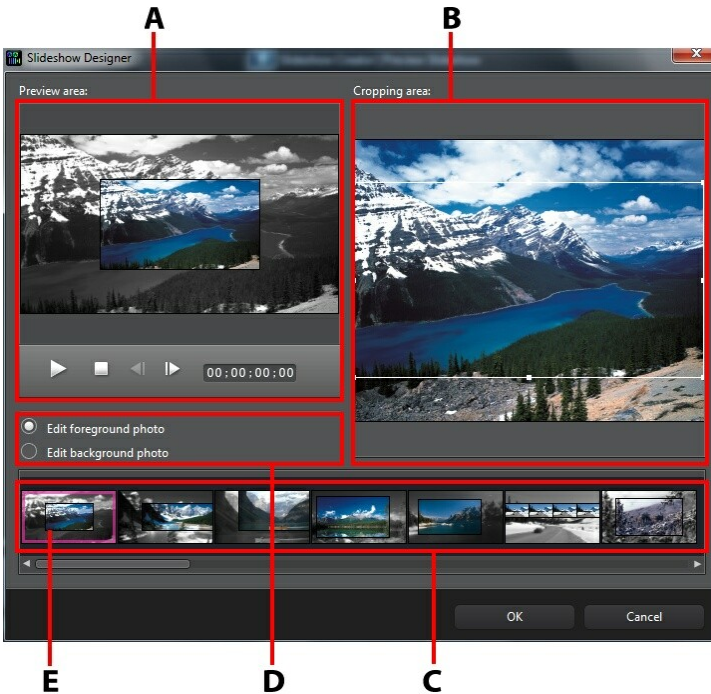 A
B
Slideshow Designer
Preview area:
Cropping area:
00:00:00:00
Edit foreground photo
Edit background photo
OK
Cancel
E
D
C